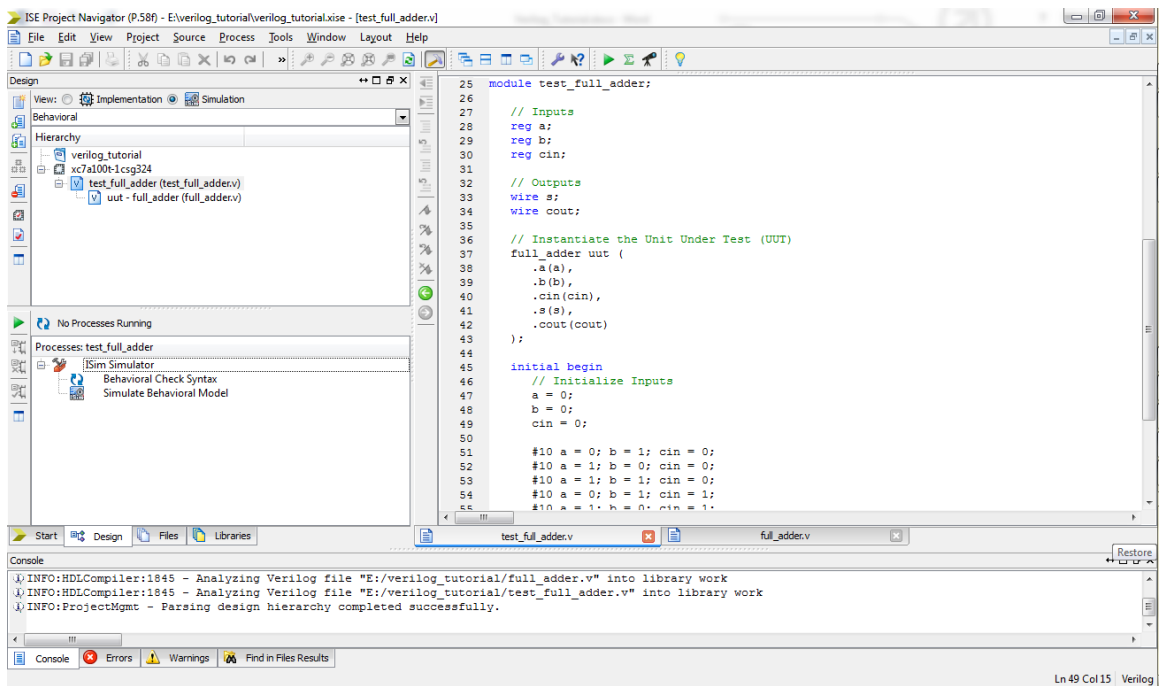 ISE Project Navigator (P.58f) - E:\verilog_tutorial\verilog_tutorial.xise - [test_full_adder.v]
File Edit View Project Source Process Tools Window Layout Help
Design
View: Implementation Simulation
Behavioral
Hierarchy
verilog_tutorial
xc7a100t-1csg324
test_full_adder (test_full_adder.v)
uut - full_adder (full_adder.v)
No Processes Running
Processes: test_full_adder
ISim Simulator
Behavioral Check Syntax
Simulate Behavioral Model
Start Design Files Libraries
25 module test_full_adder;
26
27 // Inputs
28 reg a;
29 reg b;
30 reg cin;
31
32 // Outputs
33 wire s;
34 wire cout;
35
36 // Instantiate the Unit Under Test (UUT)
37 full_adder uut (
38 .a(a),
39 .b(b),
40 .cin(cin),
41 .s(s),
42 .cout(cout)
43 );
44
45 initial begin
46 // Initialize Inputs
47 a = 0;
48 b = 0;
49 cin = 0;
50
51 #10 a = 0; b = 1; cin = 0;
52 #10 a = 1; b = 0; cin = 0;
53 #10 a = 1; b = 1; cin = 0;
54 #10 a = 0; b = 1; cin = 1;
55 #10 a = 1; b = 0; cin = 1;
test_full_adder.v full_adder.v
Restore
Console
INFO:HDLCompiler:1845 - Analyzing Verilog file "E:/verilog_tutorial/full_adder.v" into library work
INFO:HDLCompiler:1845 - Analyzing Verilog file "E:/verilog_tutorial/test_full_adder.v" into library work
INFO:ProjectMgmt - Parsing design hierarchy completed successfully.
Console Errors Warnings Find in Files Results
Ln 49 Col 15 Verilog